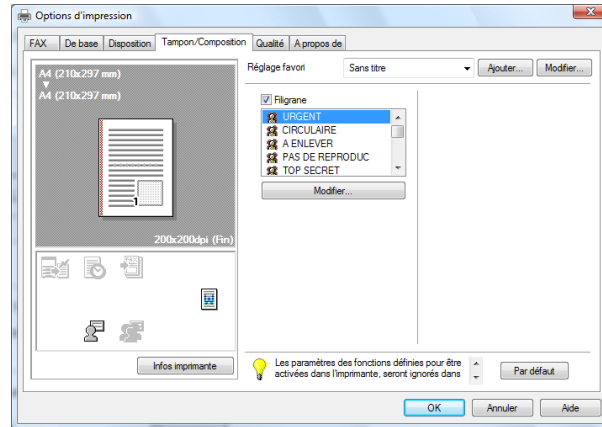 Options d'impression
FAX De base Disposition Tampon/Composition Qualité A propos de
A4 (210x297 mm)
A4 (210x297 mm)
1
200x200dpi (Fin)
Infos imprimante
Réglage favori Sans titre Ajouter... Modifier...
Filigrane
URGENT
CIRCULAIRE
A ENLEVER
PAS DE REPRODUC
TOP SECRET
Modifier...
Les paramètres des fonctions définies pour être
activées dans l'imprimante, seront ignorés dans
Par défaut
OK Annuler Aide